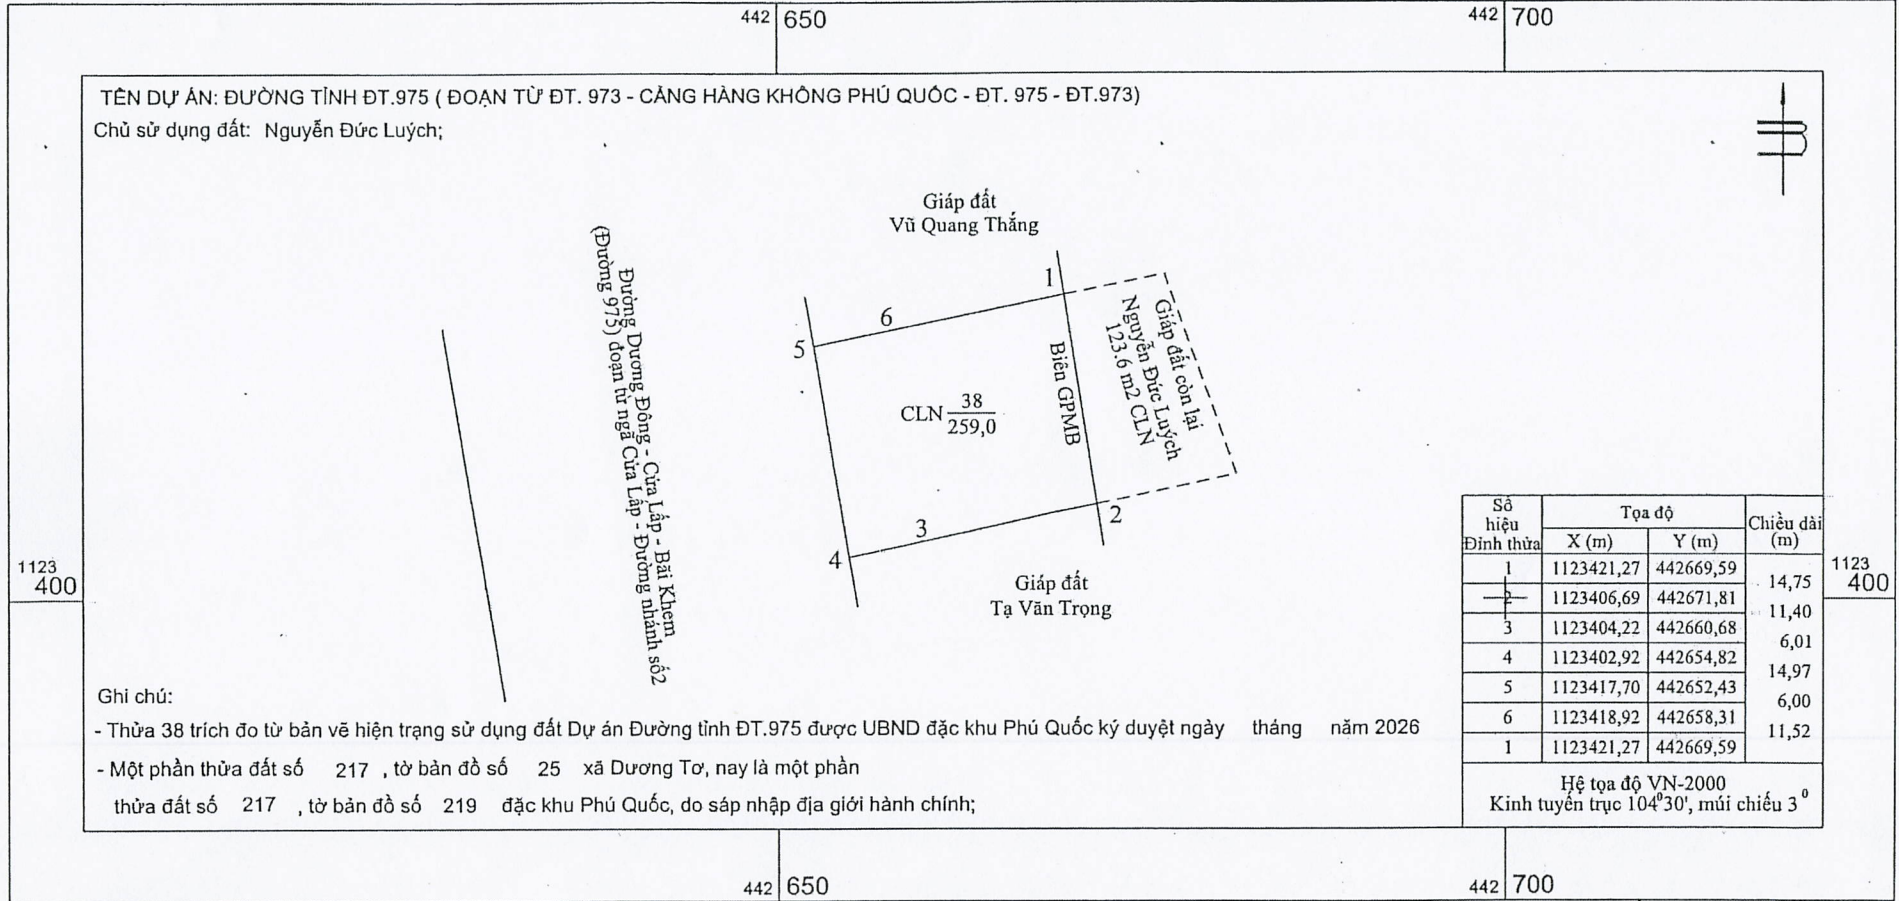 442 650
442 700
TÊN DỰ ÁN: ĐƯỜNG TỈNH ĐT.975 ( ĐOẠN TỪ ĐT. 973 - CẢNG HÀNG KHÔNG PHÚ QUỐC - ĐT. 975 - ĐT.973)
Chủ sử dụng đất: Nguyễn Đức Luých;
Giáp đất
Vũ Quang Thắng
Đường Dương Đông - Cửa Lấp - Bãi Khem
(Đường 975) đoạn từ ngã Cửa Lấp - Đường nhánh số2
1
6
5
Giáp đất còn lại
Nguyễn Đức Luých
123.6 m2 CLN
Biên GPMB
CLN 38
259,0
2
3
4
Giáp đất
Tạ Văn Trọng
1123
400
1123
400
Số hiệu Đỉnh thửa | Tọa độ | Chiều dài (m)
X (m) | Y (m)
1 1123421,27 442669,59
14,75
2 1123406,69 442671,81
11,40
3 1123404,22 442660,68
6,01
4 1123402,92 442654,82
14,97
5 1123417,70 442652,43
6,00
6 1123418,92 442658,31
11,52
1 1123421,27 442669,59
Hệ tọa độ VN-2000
Kinh tuyến trục 104⁰30', múi chiếu 3⁰
Ghi chú:
- Thửa 38 trích đo từ bản vẽ hiện trạng sử dụng đất Dự án Đường tỉnh ĐT.975 được UBND đặc khu Phú Quốc ký duyệt ngày tháng năm 2026
- Một phần thửa đất số 217 , tờ bản đồ số 25 xã Dương Tơ, nay là một phần
thửa đất số 217 , tờ bản đồ số 219 đặc khu Phú Quốc, do sáp nhập địa giới hành chính;
442 650
442 700